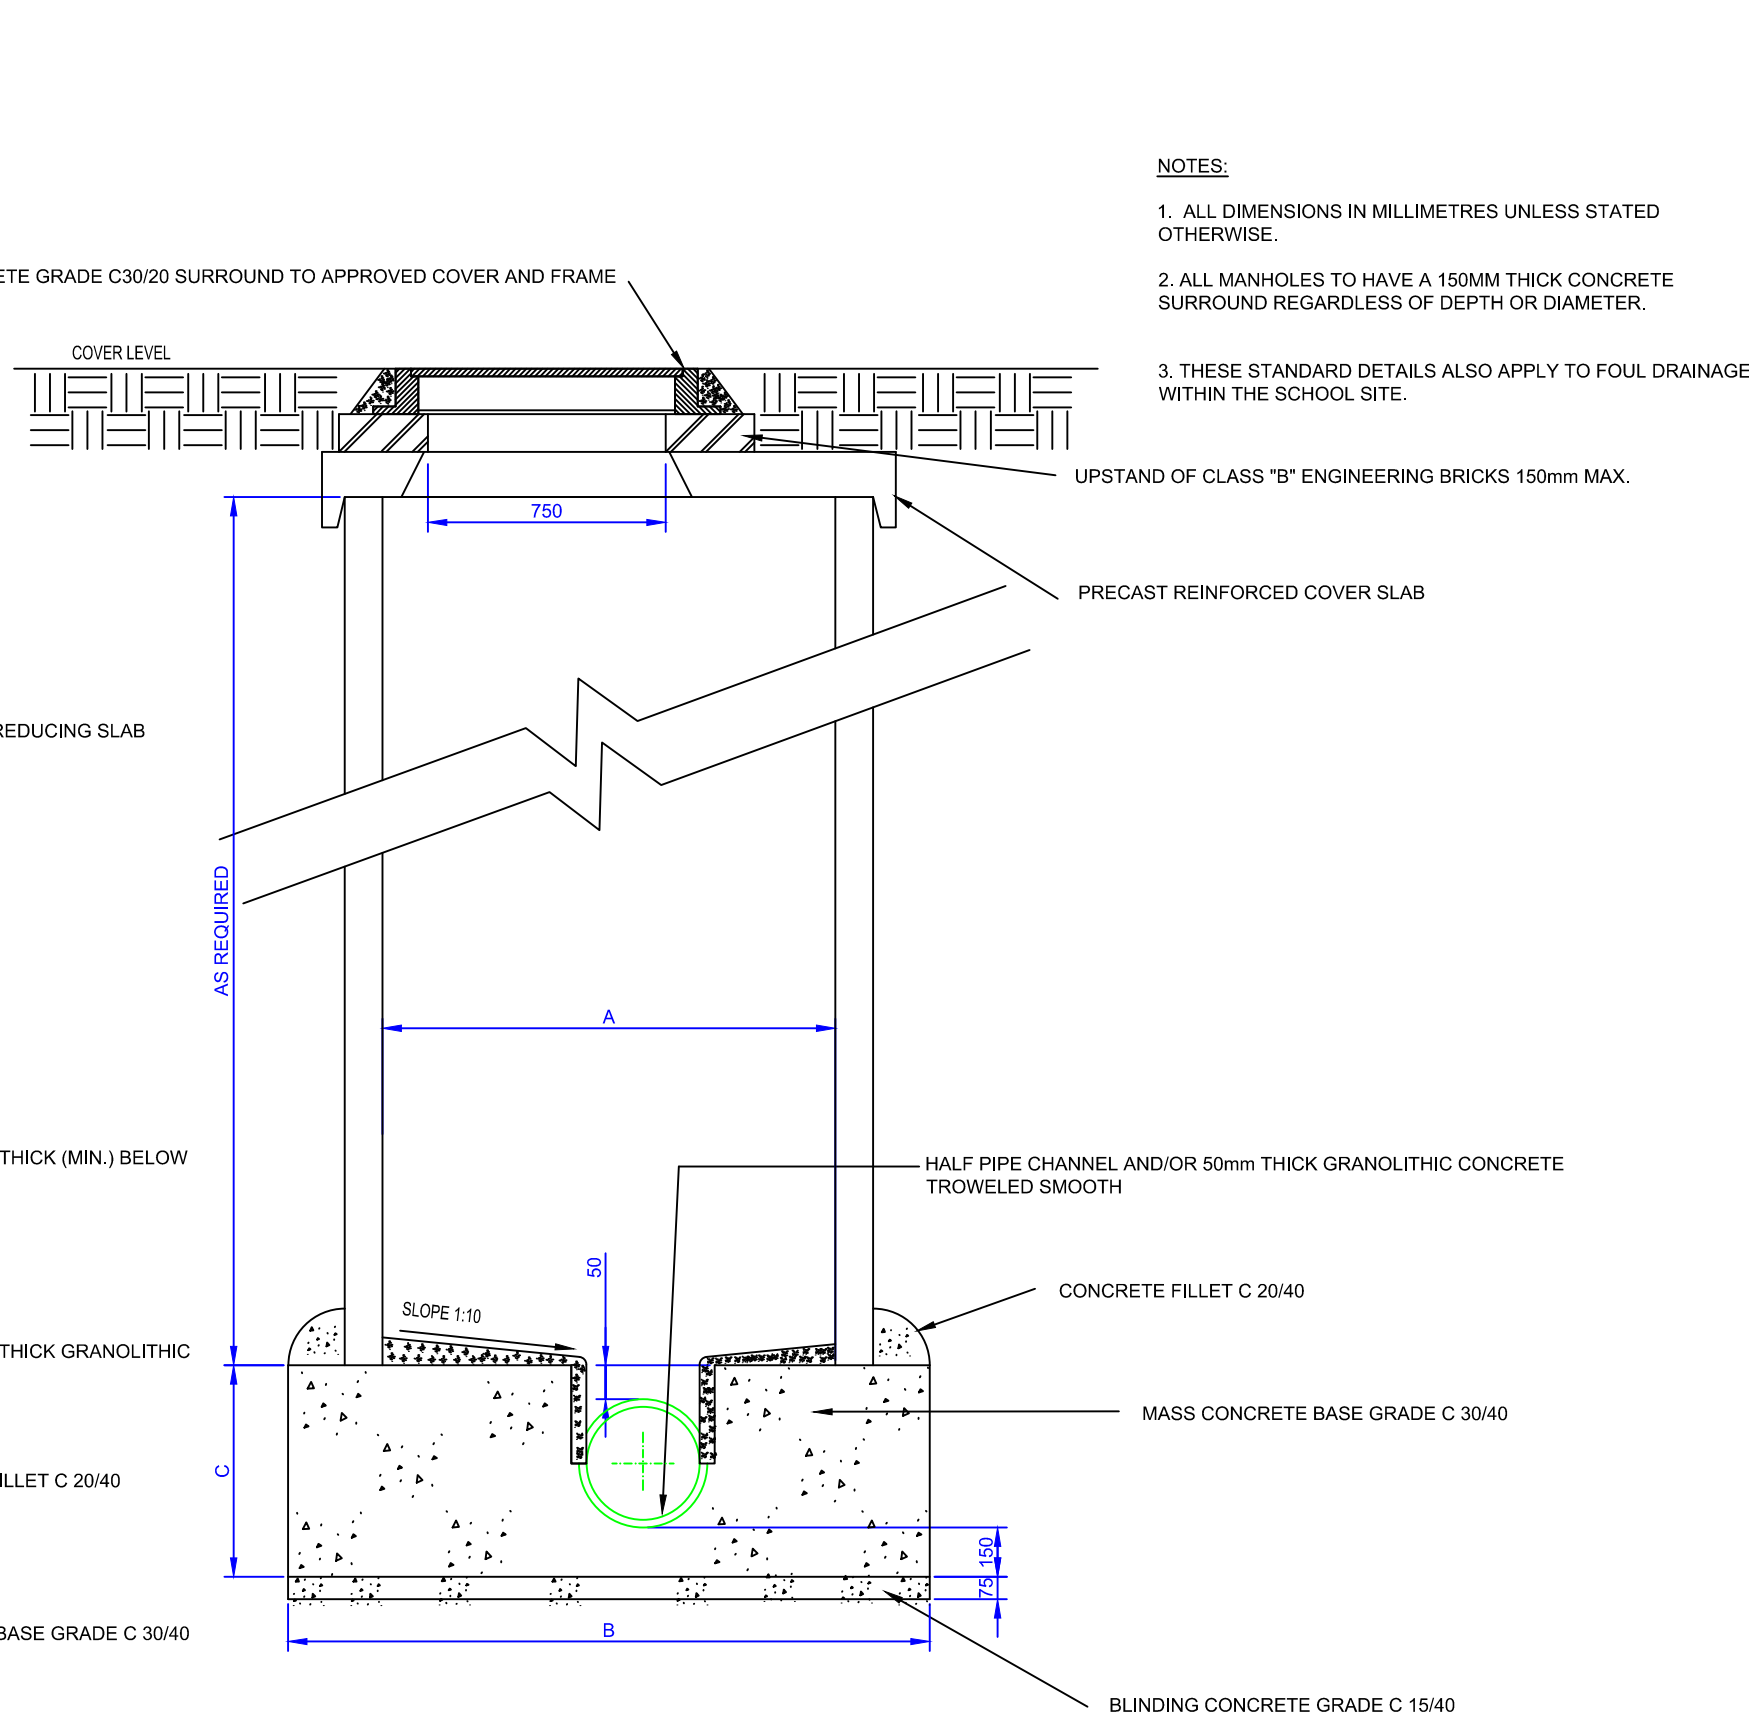 NOTES:
1. ALL DIMENSIONS IN MILLIMETRES UNLESS STATED
OTHERWISE.
2. ALL MANHOLES TO HAVE A 150MM THICK CONCRETE
SURROUND REGARDLESS OF DEPTH OR DIAMETER.
3. THESE STANDARD DETAILS ALSO APPLY TO FOUL DRAINAGE
WITHIN THE SCHOOL SITE.
ETE GRADE C30/20 SURROUND TO APPROVED COVER AND FRAME
COVER LEVEL
UPSTAND OF CLASS "B" ENGINEERING BRICKS 150mm MAX.
750
PRECAST REINFORCED COVER SLAB
REDUCING SLAB
AS REQUIRED
A
THICK (MIN.) BELOW
HALF PIPE CHANNEL AND/OR 50mm THICK GRANOLITHIC CONCRETE
TROWELED SMOOTH
50
CONCRETE FILLET C 20/40
SLOPE 1:10
THICK GRANOLITHIC
MASS CONCRETE BASE GRADE C 30/40
C
ILLET C 20/40
150
75
BASE GRADE C 30/40
B
BLINDING CONCRETE GRADE C 15/40